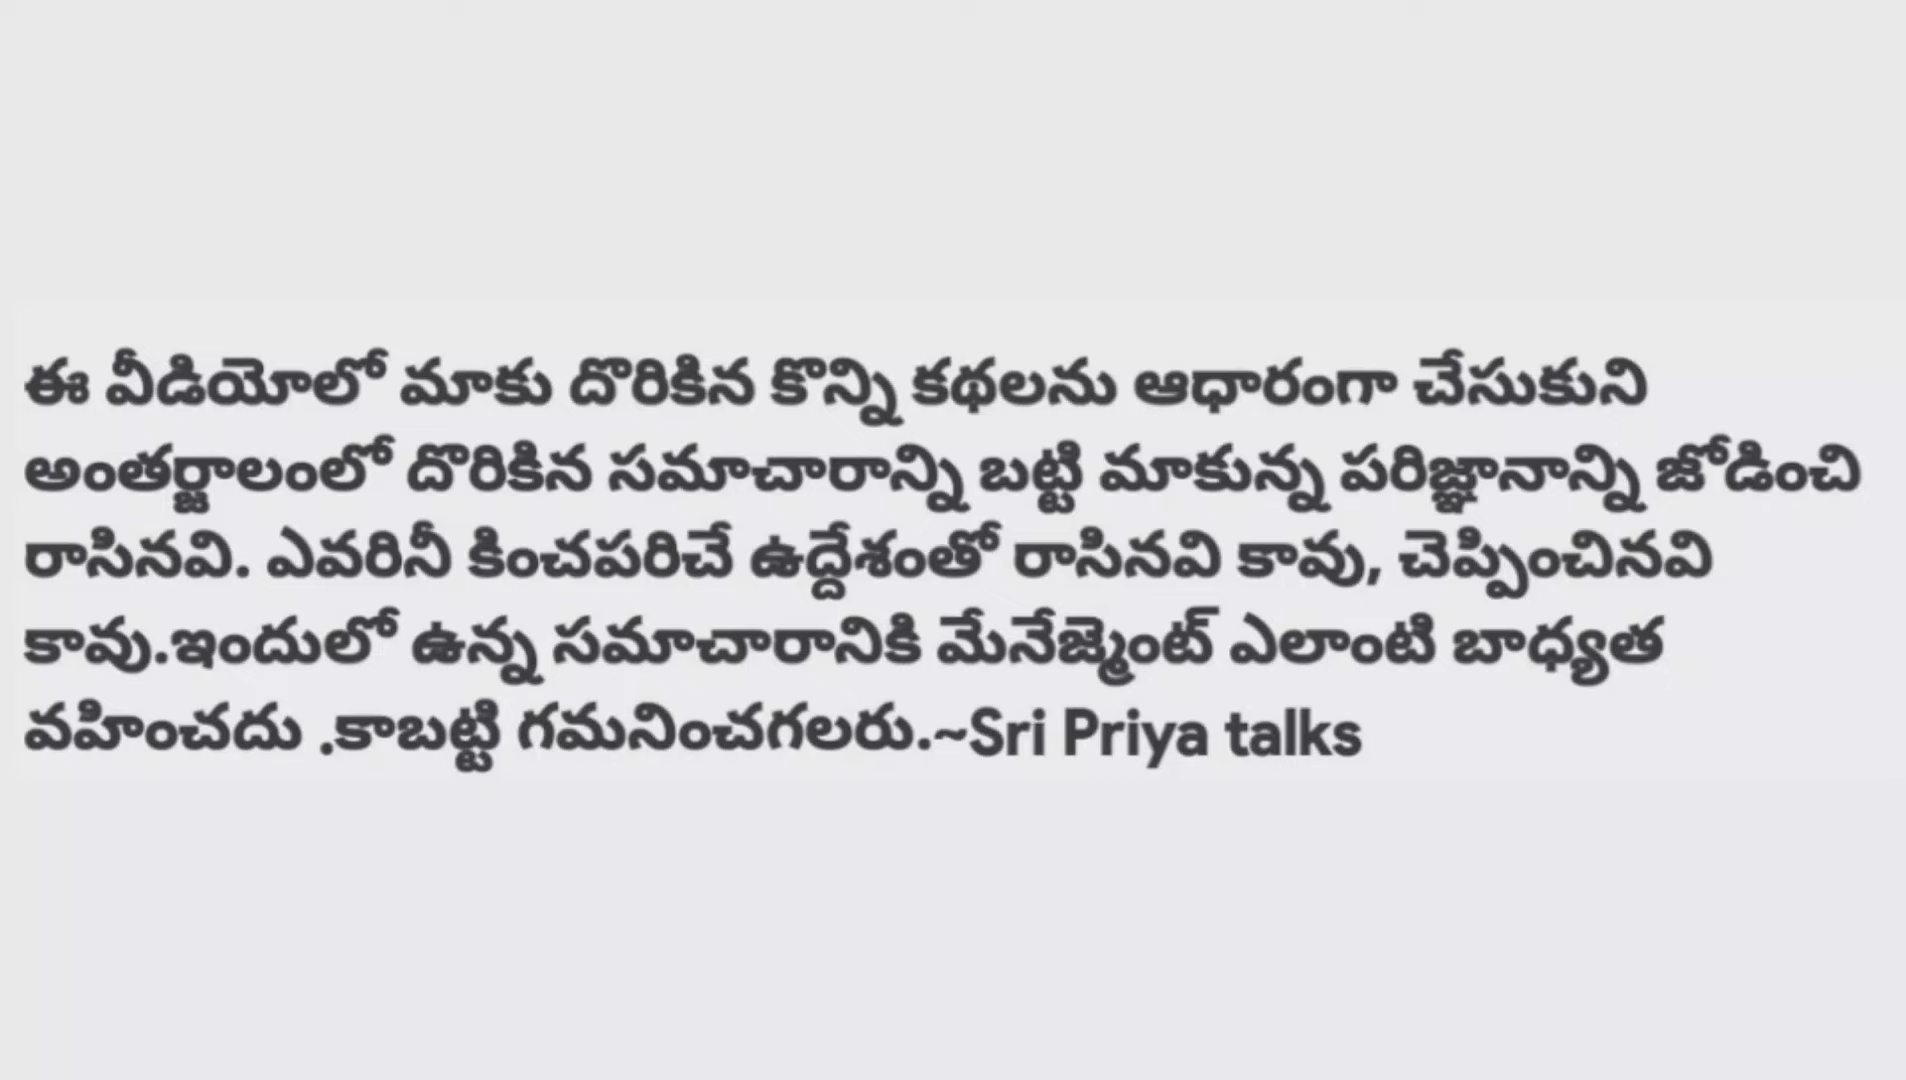 ఈ వీడియోలో మాకు దొరికిన కొన్ని కథలను ఆధారంగా చేసుకుని
అంతర్జాలంలో దొరికిన సమాచారాన్ని బట్టి మాకున్న పరిజ్ఞానాన్ని జోడించి
రాసినవి. ఎవరినీ కించపరిచే ఉద్దేశంతో రాసినవి కావు, చెప్పించినవి
కావు.ఇందులో ఉన్న సమాచారానికి మేనేజ్మెంట్ ఎలాంటి బాధ్యత
వహించదు .కాబట్టి గమనించగలరు.~Sri Priya talks